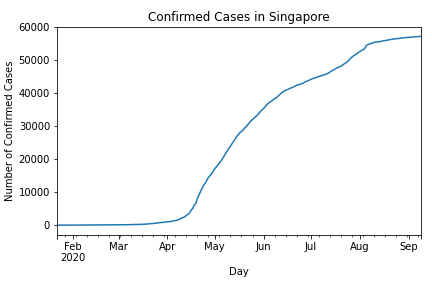 Confirmed Cases in Singapore
60000
50000
40000
30000
20000
10000
0
Number of Confirmed Cases
Feb Mar Apr May Jun Jul Aug Sep
2020
Day